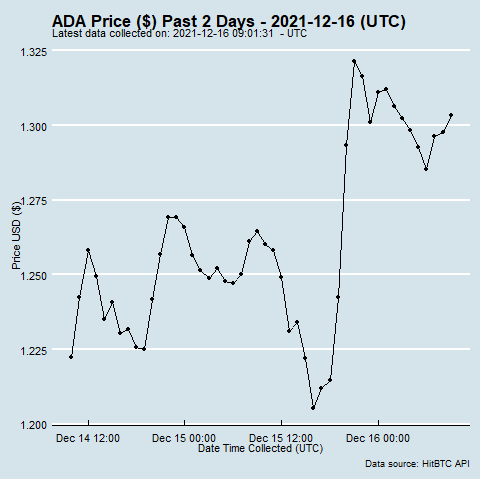 ADA Price ($) Past 2 Days - 2021-12-16 (UTC)
Latest data collected on: 2021-12-16 09:01:31 - UTC
1.325
1.300
1.275
1.250
1.225
1.200
Price USD ($)
Dec 14 12:00 Dec 15 00:00 Dec 15 12:00 Dec 16 00:00
Date Time Collected (UTC)
Data source: HitBTC API